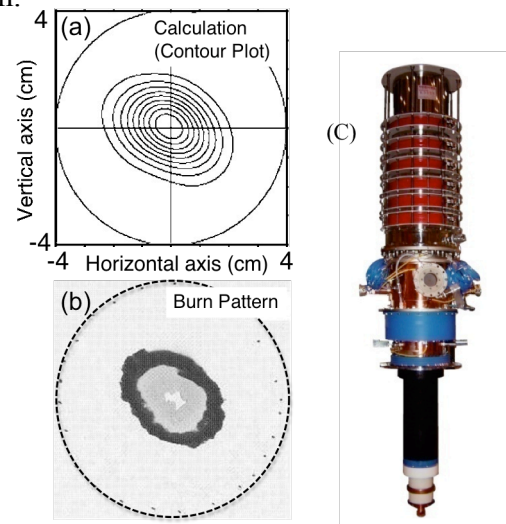 4
(a)
Calculation
(Contour Plot)
Vertical axis (cm)
-4
-4 Horizontal axis (cm) 4
(b)
Burn Pattern
(C)